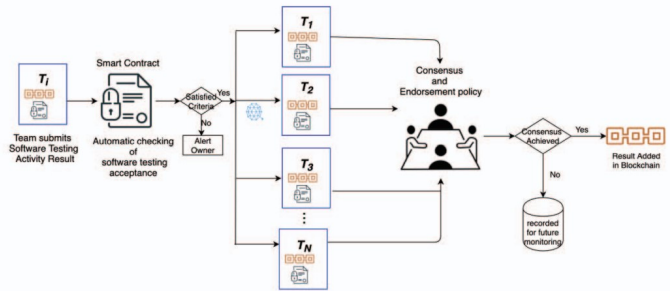 Ti
Team submits
Software Testing
Activity Result
Smart Contract
Automatic checking
of
software testing
acceptance
Satisfied
Criteria
Yes
No
Alert
Owner
T1
T2
T3
TN
Consensus
and
Endorsement policy
Consensus
Achieved
Yes
No
Result Added
in Blockchain
recorded
for future
monitoring